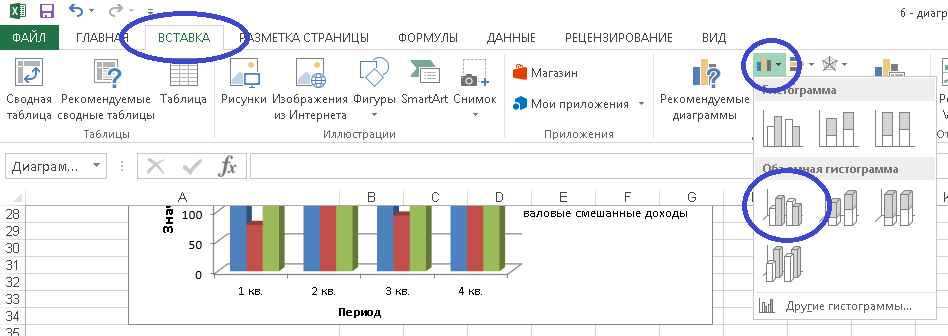 6 - диагр
ФАЙЛ ГЛАВНАЯ ВСТАВКА РАЗМЕТКА СТРАНИЦЫ ФОРМУЛЫ ДАННЫЕ РЕЦЕНЗИРОВАНИЕ ВИД
Сводная таблица
Рекомендуемые сводные таблицы
Таблица
Рисунки
Изображения из Интернета
Фигуры
SmartArt
Снимок
Магазин
Мои приложения
Рекомендуемые диаграммы
Таблицы
Иллюстрации
Приложения
Гистограмма
Объемная гистограмма
Другие гистограммы...
Диаграм...
fx
A B C D E F G
28
29
30
31
32
33
34
35
Знач
100
50
0
валовые смешанные доходы
1 кв. 2 кв. 3 кв. 4 кв.
Период